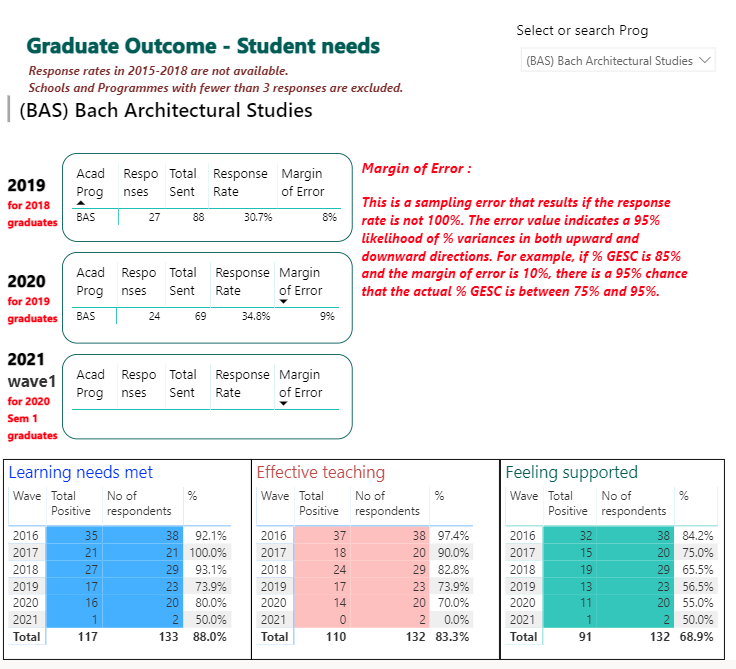 Select or search Prog
(BAS) Bach Architectural Studies
Graduate Outcome - Student needs
Response rates in 2015-2018 are not available.
Schools and Programmes with fewer than 3 responses are excluded.
(BAS) Bach Architectural Studies
2019
for 2018
graduates
Acad Respo Total Response Margin
Prog nses Sent Rate of Error
BAS 27 88 30.7% 8%
Margin of Error :
This is a sampling error that results if the response
rate is not 100%. The error value indicates a 95%
likelihood of % variances in both upward and
downward directions. For example, if % GESC is 85%
and the margin of error is 10%, there is a 95% chance
that the actual % GESC is between 75% and 95%.
2020
for 2019
graduates
Acad Respo Total Response Margin
Prog nses Sent Rate of Error
BAS 24 69 34.8% 9%
2021
wave1
for 2020
Sem 1
graduates
Acad Respo Total Response Margin
Prog nses Sent Rate of Error
Learning needs met
Wave Total No of %
Positive respondents
2016 35 38 92.1%
2017 21 21 100.0%
2018 27 29 93.1%
2019 17 23 73.9%
2020 16 20 80.0%
2021 1 2 50.0%
Total 117 133 88.0%
Effective teaching
Wave Total No of %
Positive respondents
2016 37 38 97.4%
2017 18 20 90.0%
2018 24 29 82.8%
2019 17 23 73.9%
2020 14 20 70.0%
2021 0 2 0.0%
Total 110 132 83.3%
Feeling supported
Wave Total No of %
Positive respondents
2016 32 38 84.2%
2017 15 20 75.0%
2018 19 29 65.5%
2019 13 23 56.5%
2020 11 20 55.0%
2021 1 2 50.0%
Total 91 132 68.9%